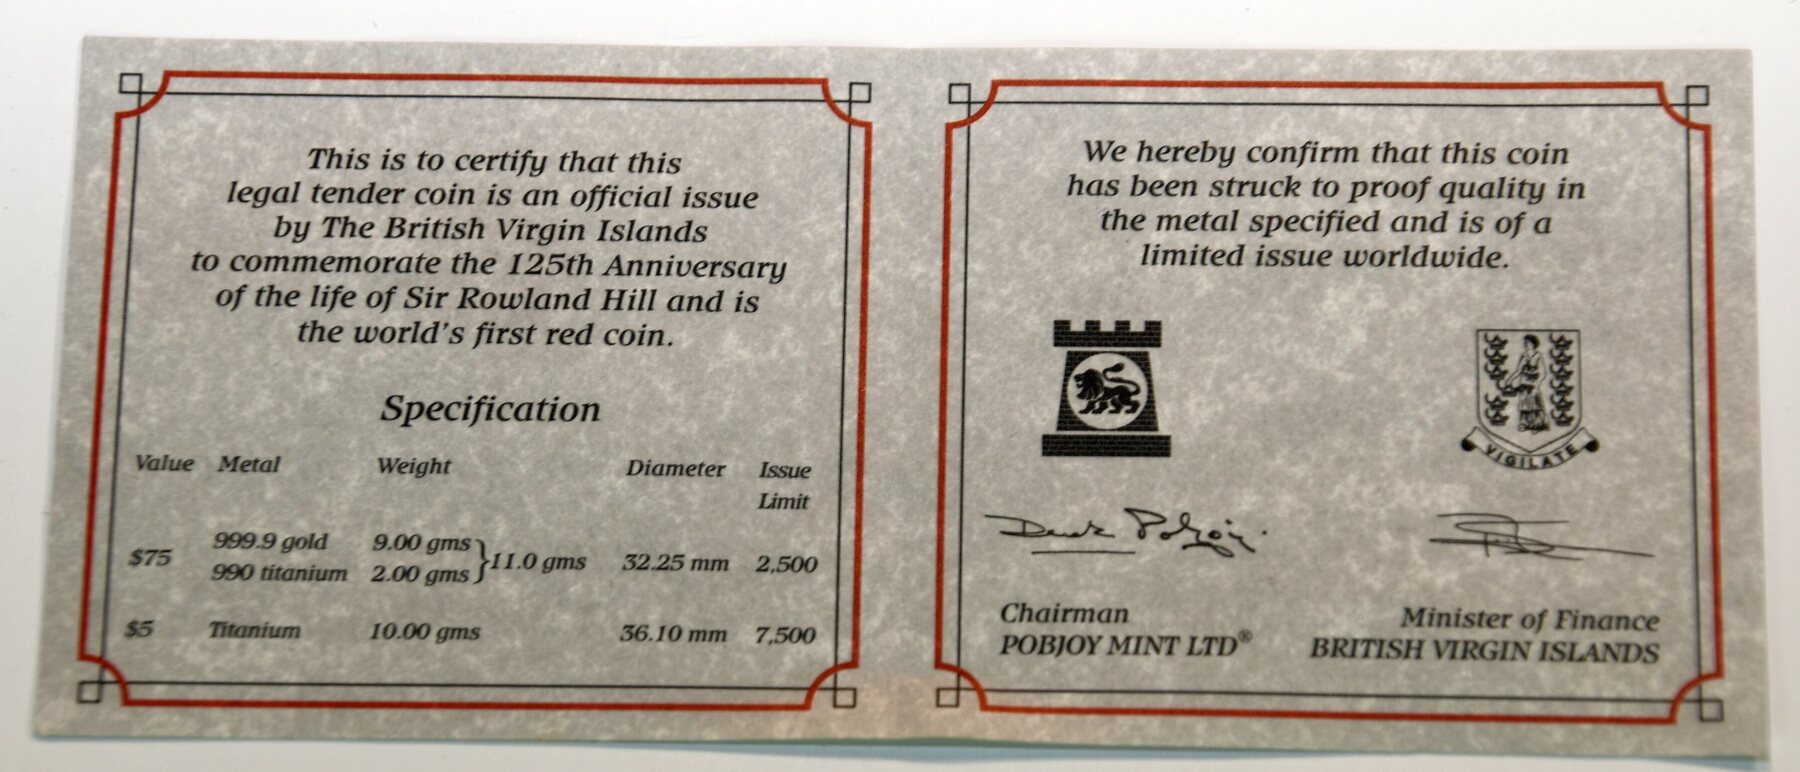 This is to certify that this
legal tender coin is an official issue
by The British Virgin Islands
to commemorate the 125th Anniversary
of the life of Sir Rowland Hill and is
the world's first red coin.
Specification
Value Metal Weight Diameter Issue
Limit
999.9 gold 9.00 gms
$75 11.0 gms 32.25 mm 2,500
990 titanium 2.00 gms
$5 Titanium 10.00 gms 36.10 mm 7,500
We hereby confirm that this coin
has been struck to proof quality in
the metal specified and is of a
limited issue worldwide.
VIGILATE
Derek Pobjoy.
Chairman
POBJOY MINT LTD®
Minister of Finance
BRITISH VIRGIN ISLANDS